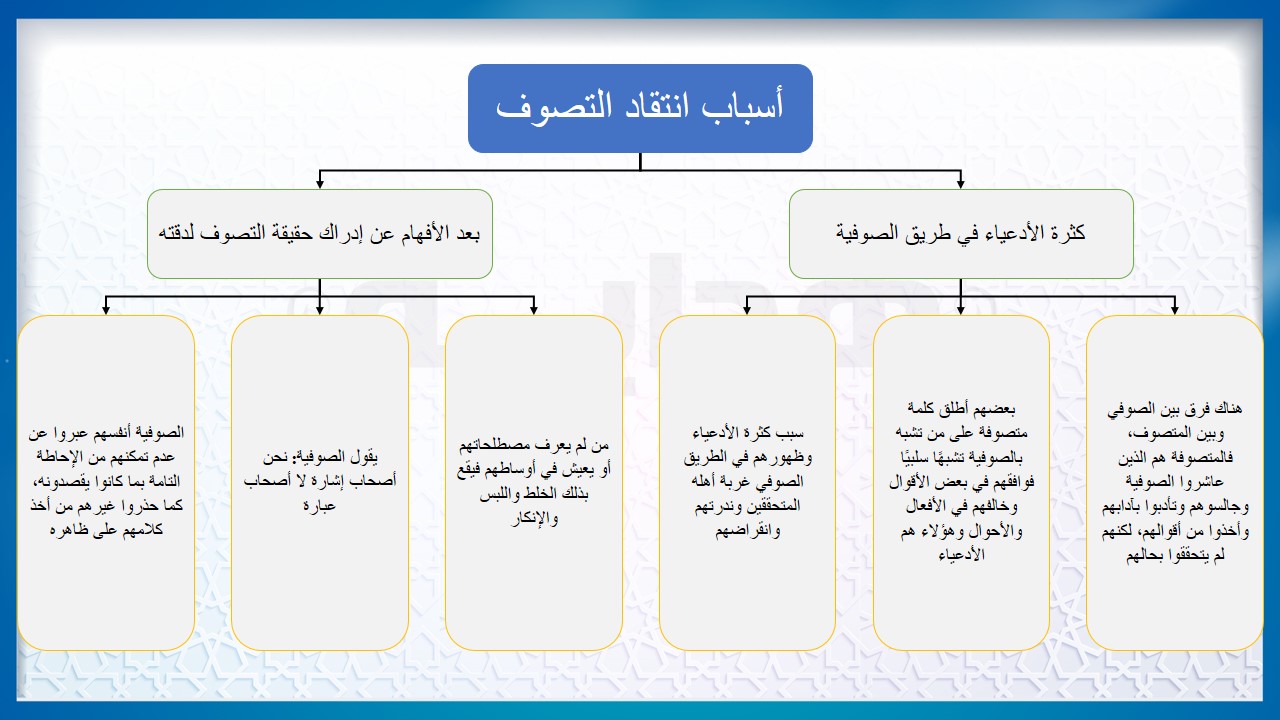 أسباب انتقاد التصوف
كثرة الأدعياء في طريق الصوفية
بعد الأفهام عن إدراك حقيقة التصوف لدقته
هناك فرق بين الصوفي
وبين المتصوف،
فالمتصوفة هم الذين
عاشروا الصوفية
وجالسوهم وتأدبوا بآدابهم
وأخذوا من أقوالهم، لكنهم
لم يتحققوا بحالهم
بعضهم أطلق كلمة
متصوفة على من تشبه
بالصوفية تشبهًا سلبيًا
فوافقهم في بعض الأقوال
وخالفهم في الأفعال
والأحوال وهؤلاء هم
الأدعياء
سبب كثرة الأدعياء
وظهورهم في الطريق
الصوفي غربة أهله
المتحققين وندرتهم
وانقراضهم
من لم يعرف مصطلحاتهم
أو يعيش في أوساطهم فيقع
بذلك الخلط واللبس
والإنكار
يقول الصوفية: نحن
أصحاب إشارة لا أصحاب
عبارة
الصوفية أنفسهم عبروا عن
عدم تمكنهم من الإحاطة
التامة بما كانوا يقصدونه،
كما حذروا غيرهم من أخذ
كلامهم على ظاهره